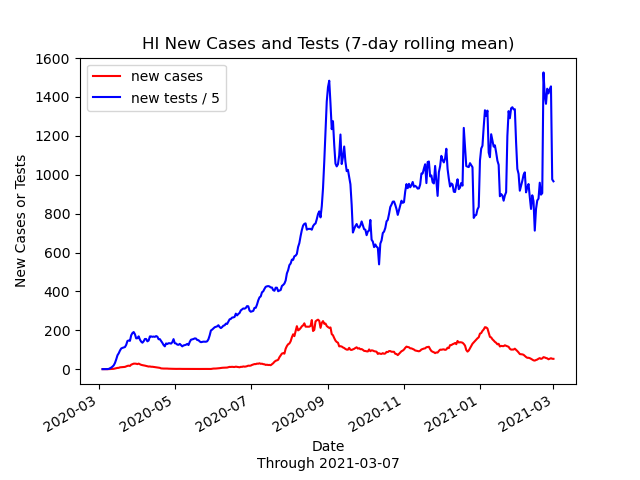 HI New Cases and Tests (7-day rolling mean)
new cases
new tests / 5
New Cases or Tests
1600
1400
1200
1000
800
600
400
200
0
2020-03
2020-05
2020-07
2020-09
2020-11
2021-01
2021-03
Date
Through 2021-03-07